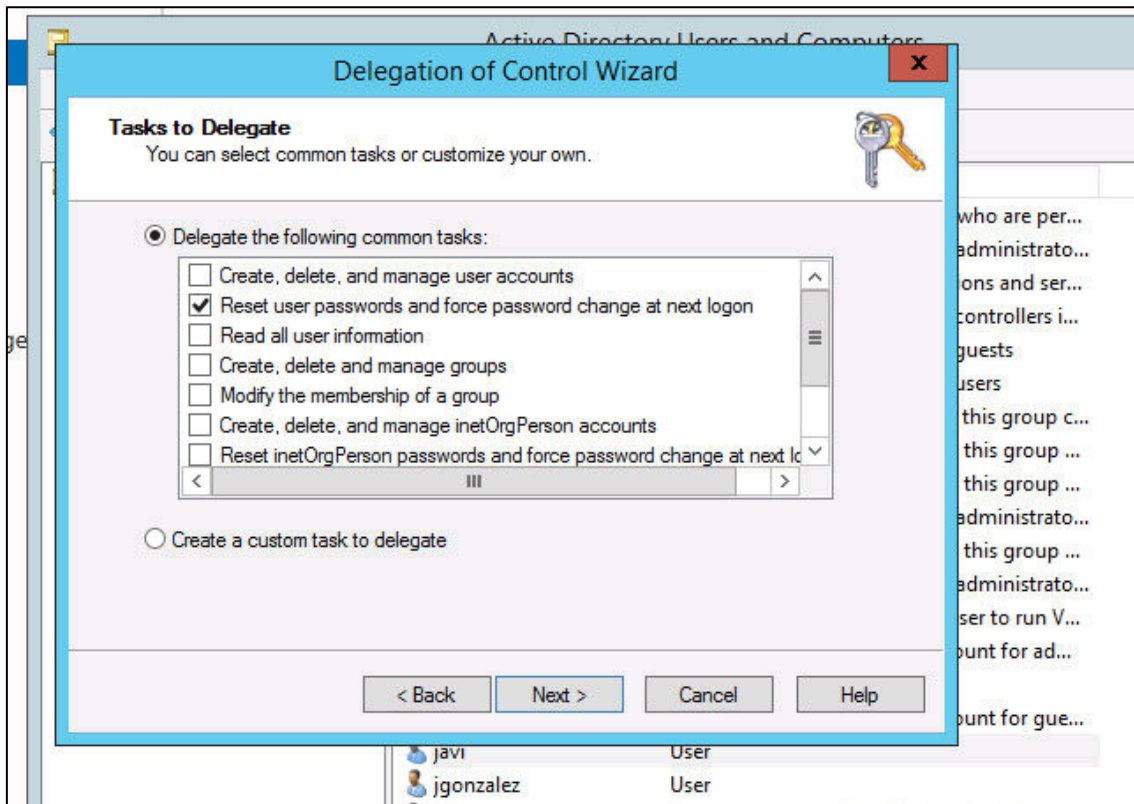 Active Directory Users and Computers
Delegation of Control Wizard
x
Tasks to Delegate
You can select common tasks or customize your own.
Delegate the following common tasks:
Create, delete, and manage user accounts
Reset user passwords and force password change at next logon
Read all user information
Create, delete and manage groups
Modify the membership of a group
Create, delete, and manage inetOrgPerson accounts
Reset inetOrgPerson passwords and force password change at next
Create a custom task to delegate
< Back Next > Cancel Help
who are per...
administrato...
ions and ser...
controllers i...
guests
users
this group c...
this group ...
this group ...
administrato...
this group ...
administrato...
ser to run V...
ount for ad...
ount for gue...
javi User
jgonzalez User